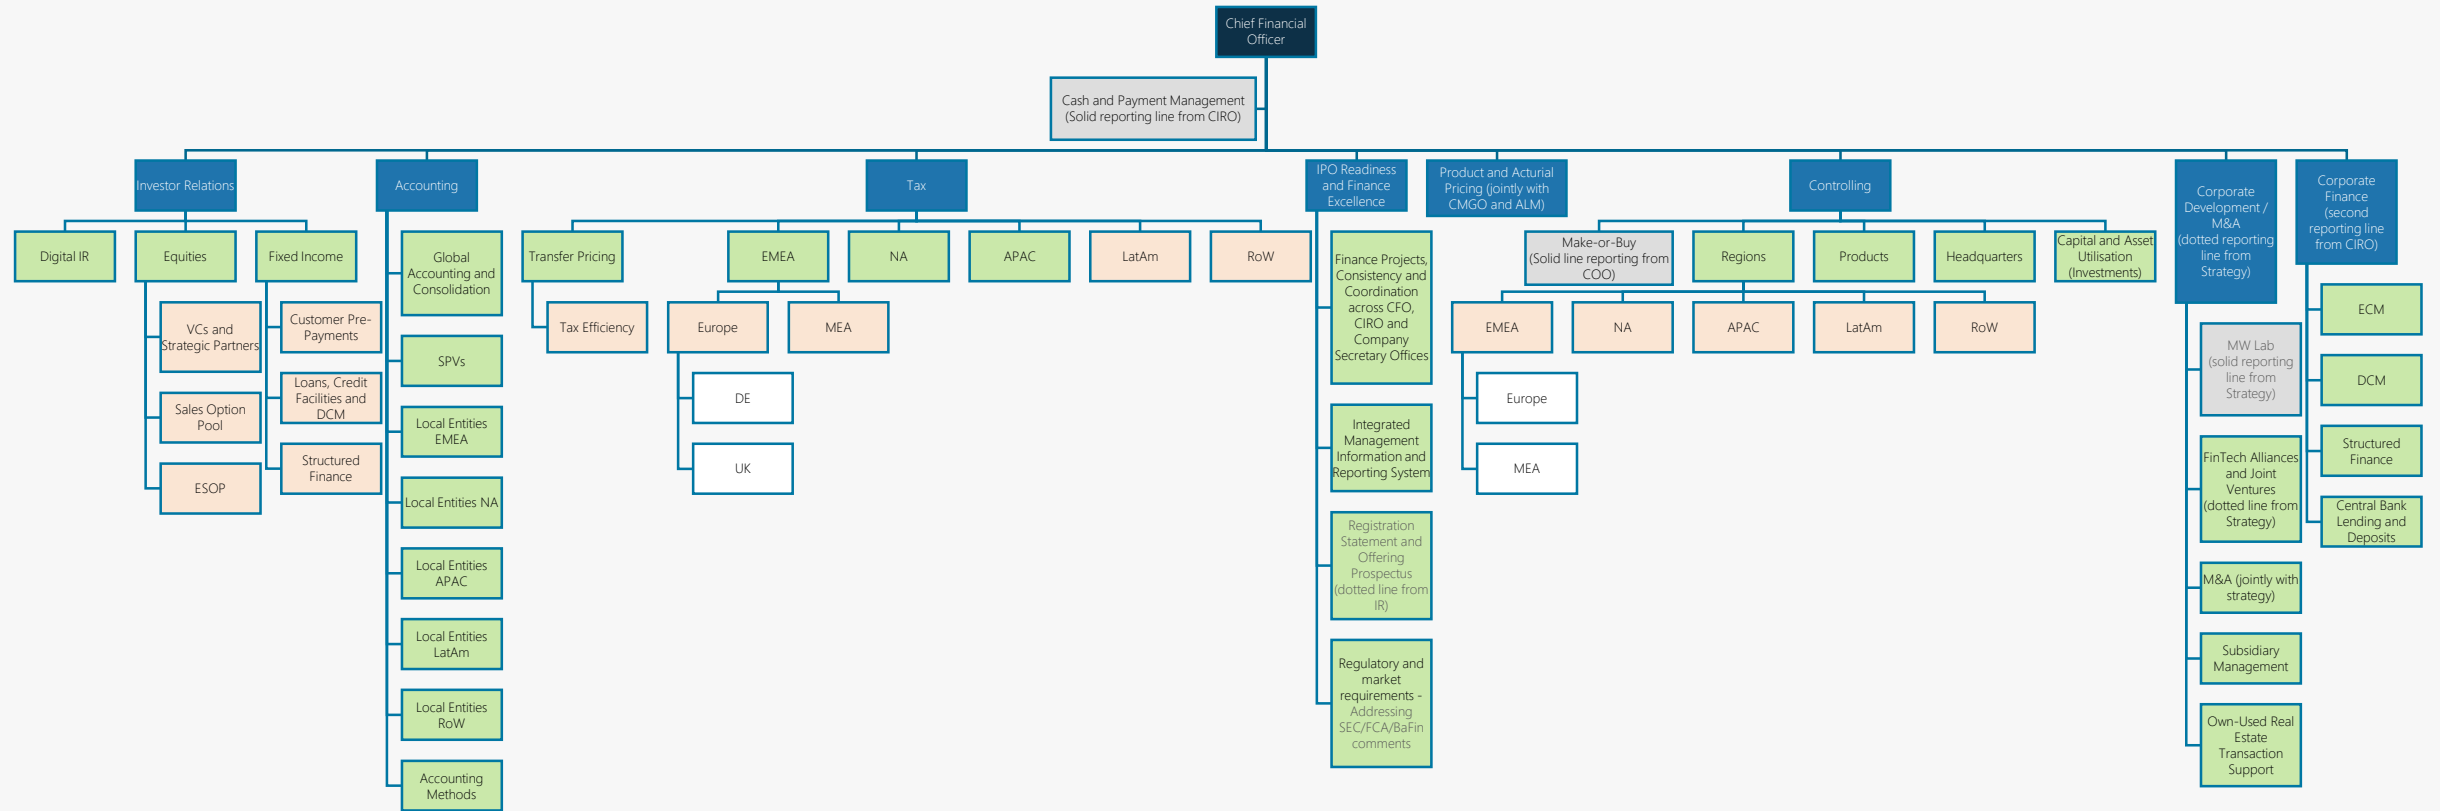 Chief Financial
Officer
Cash and Payment Management
(Solid reporting line from CIRO)
Investor Relations
Digital IR
Equities
VCs and
Strategic Partners
Sales Option
Pool
ESOP
Fixed Income
Customer Pre-
Payments
Loans, Credit
Facilities and
DCM
Structured
Finance
Accounting
Global
Accounting and
Consolidation
SPVs
Local Entities
EMEA
Local Entities NA
Local Entities
APAC
Local Entities
LatAm
Local Entities
RoW
Accounting
Methods
Tax
Transfer Pricing
Tax Efficiency
EMEA
Europe
DE
UK
MEA
NA
APAC
LatAm
RoW
IPO Readiness
and Finance
Excellence
Finance Projects,
Consistency and
Coordination
across CFO,
CIRO and
Company
Secretary Offices
Integrated
Management
Information and
Reporting System
Registration
Statement and
Offering
Prospectus
(dotted line from
IR)
Regulatory and
market
requirements -
Addressing
SEC/FCA/BaFin
comments
Product and Acturial
Pricing (jointly with
CMGO and ALM)
Controlling
Make-or-Buy
(Solid line reporting from
COO)
Regions
EMEA
Europe
MEA
NA
APAC
LatAm
RoW
Products
Headquarters
Capital and Asset
Utilisation
(Investments)
Corporate
Development /
M&A
(dotted reporting
line from
Strategy)
MW Lab
(solid reporting
line from
Strategy)
FinTech Alliances
and Joint
Ventures
(dotted line from
Strategy)
M&A (jointly with
strategy)
Subsidiary
Management
Own-Used Real
Estate
Transaction
Support
Corporate
Finance
(second
reporting line
from CIRO)
ECM
DCM
Structured
Finance
Central Bank
Lending and
Deposits